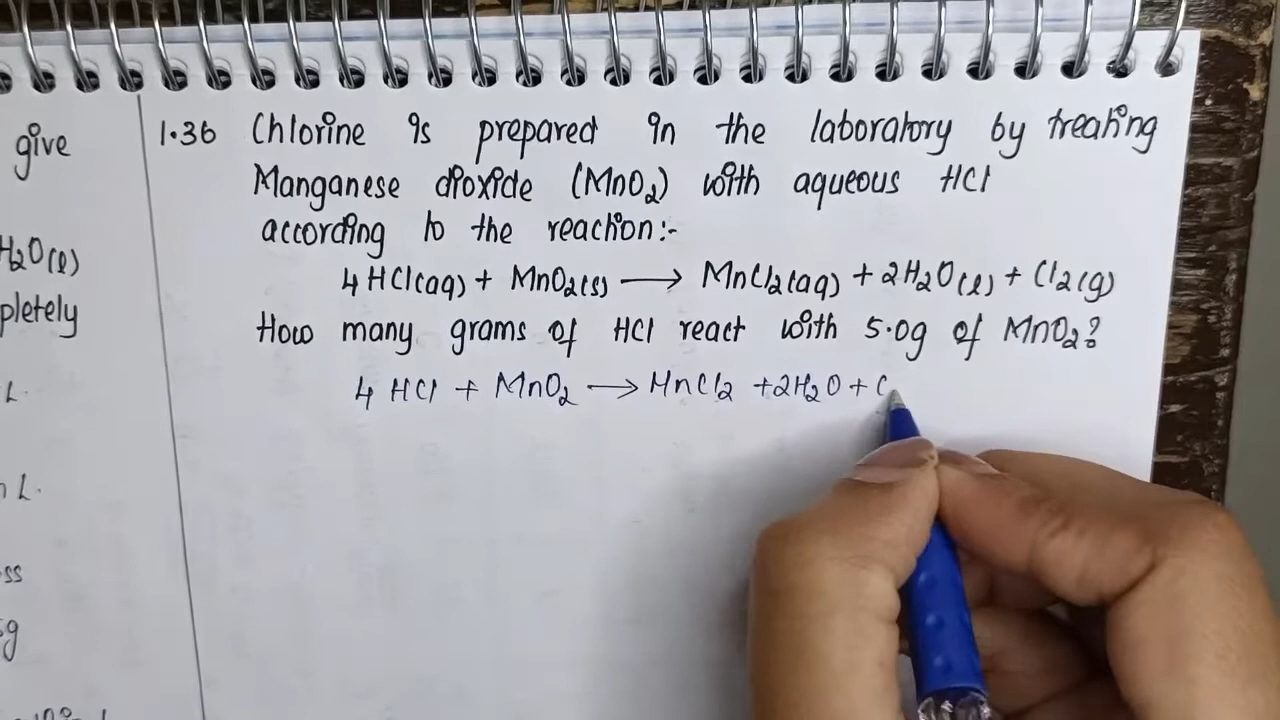 give
H₂O(l)
pletely
L.
L.
ss
g
1.36 Chlorine is prepared in the laboratory by treating
Manganese dioxide (MnO₂) with aqueous HCl
according to the reaction:-
4HCl(aq) + MnO₂(s) → MnCl₂(aq) + 2H₂O(l) + Cl₂(g)
How many grams of HCl react with 5.0g of MnO₂?
4 HCl + MnO₂ → MnCl₂ + 2H₂O + C